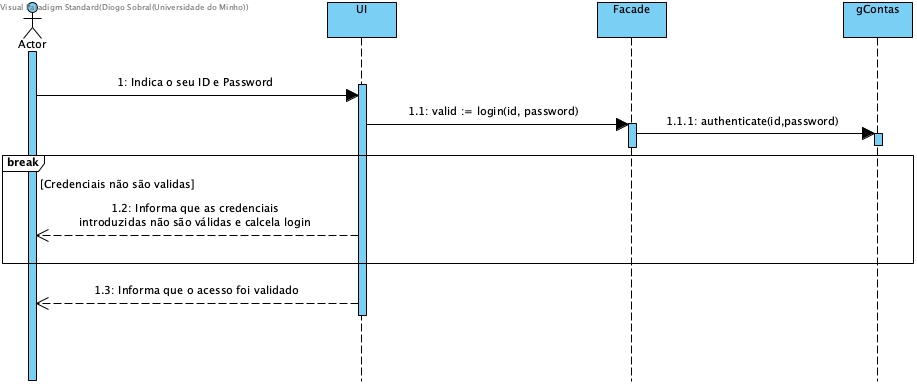 Visual Paradigm Standard(Diogo Sobral(Universidade do Minho))
UI
Facade
gContas
Actor
1: Indica o seu ID e Password
1.1: valid := login(id, password)
1.1.1: authenticate(id,password)
break
[Credenciais não são validas]
1.2: Informa que as credenciais
introduzidas não são válidas e calcela login
1.3: Informa que o acesso foi validado